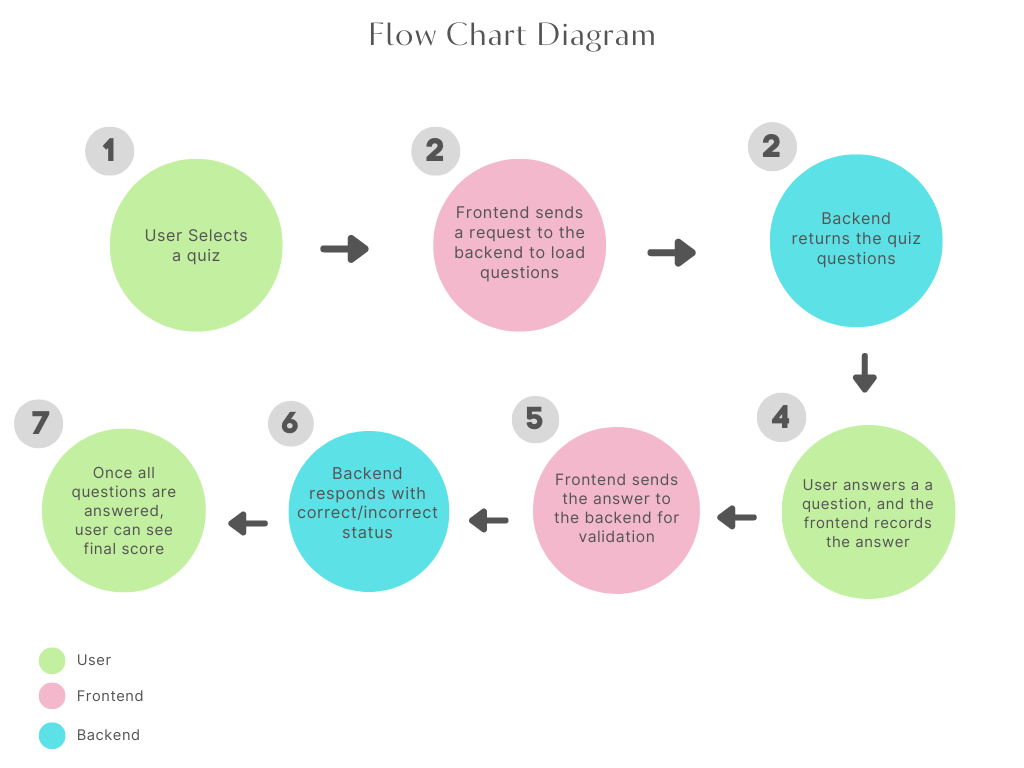 Flow Chart Diagram
1
User Selects
a quiz
2
Frontend sends
a request to the
backend to load
questions
2
Backend
returns the quiz
questions
4
User answers a a
question, and the
frontend records
the answer
5
Frontend sends
the answer to
the backend for
validation
6
Backend
responds with
correct/incorrect
status
7
Once all
questions are
answered,
user can see
final score
User
Frontend
Backend